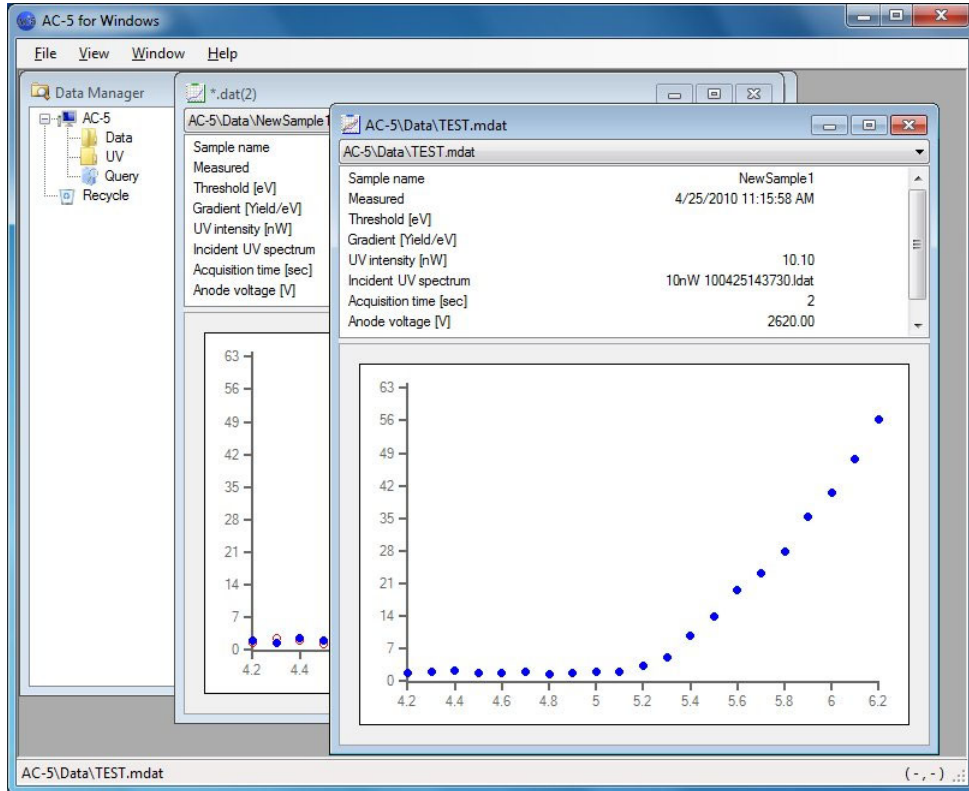 AC-5 for Windows
File View Window Help
Data Manager
AC-5
Data
UV
Query
Recycle
*.dat(2)
AC-5\Data\NewSample1
Sample name
Measured
Threshold [eV]
Gradient [Yield/eV]
UV intensity [nW]
Incident UV spectrum
Acquisition time [sec]
Anode voltage [V]
63
56
49
42
35
28
21
14
7
0
4.2 4.4
AC-5\Data\TEST.mdat
AC-5\Data\TEST.mdat
Sample name NewSample1
Measured 4/25/2010 11:15:58 AM
Threshold [eV]
Gradient [Yield/eV]
UV intensity [nW] 10.10
Incident UV spectrum 10nW 100425143730.ldat
Acquisition time [sec] 2
Anode voltage [V] 2620.00
63
56
49
42
35
28
21
14
7
0
4.2 4.4 4.6 4.8 5 5.2 5.4 5.6 5.8 6 6.2
AC-5\Data\TEST.mdat (-,-)